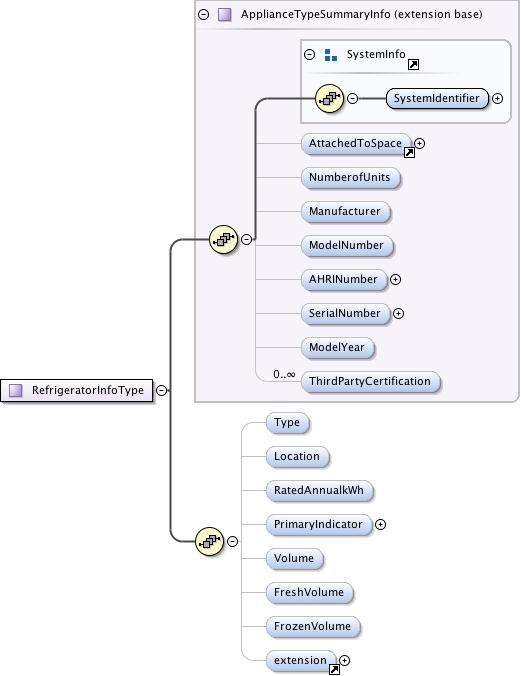 ApplianceTypeSummaryInfo (extension base)
SystemInfo
SystemIdentifier
AttachedToSpace
NumberofUnits
Manufacturer
ModelNumber
AHRINumber
SerialNumber
ModelYear
0..∞
ThirdPartyCertification
RefrigeratorInfoType
Type
Location
RatedAnnualkWh
PrimaryIndicator
Volume
FreshVolume
FrozenVolume
extension